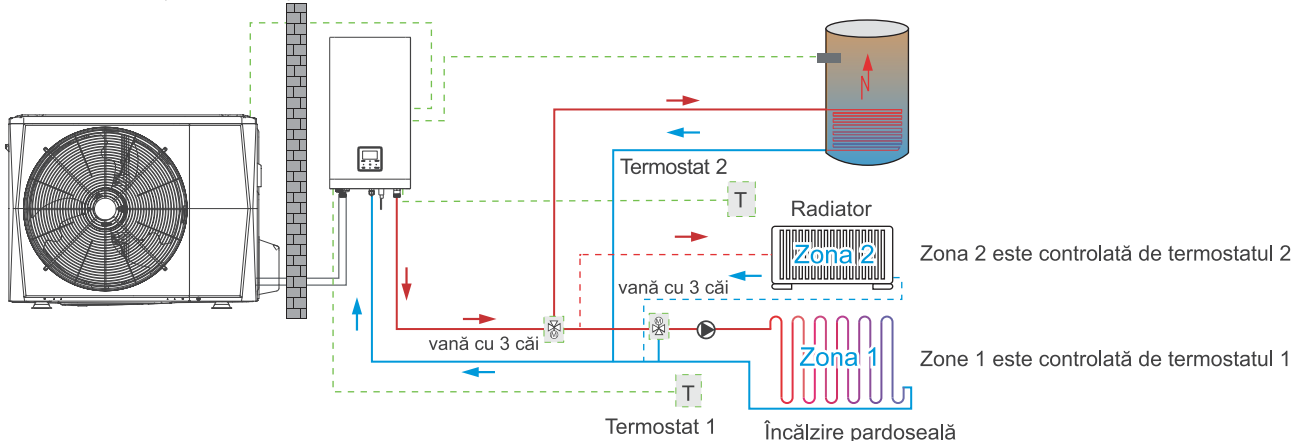 Termostat 2
T
Radiator
Zona 2
Zona 2 este controlată de termostatul 2
vană cu 3 căi
M
M
vană cu 3 căi
Zona 1
Zone 1 este controlată de termostatul 1
T
Termostat 1
Încălzire pardoseală